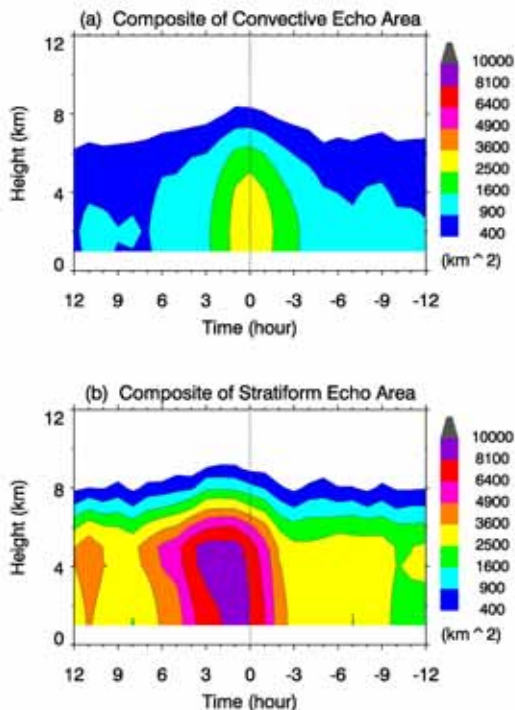 (a) Composite of Convective Echo Area
12
8
4
0
Height (km)
12 9 6 3 0 -3 -6 -9 -12
Time (hour)
10000
8100
6400
4900
3600
2500
1600
900
400
(km ^ 2)
(b) Composite of Stratiform Echo Area
12
8
4
0
Height (km)
12 9 6 3 0 -3 -6 -9 -12
Time (hour)
10000
8100
6400
4900
3600
2500
1600
900
400
(km ^ 2)